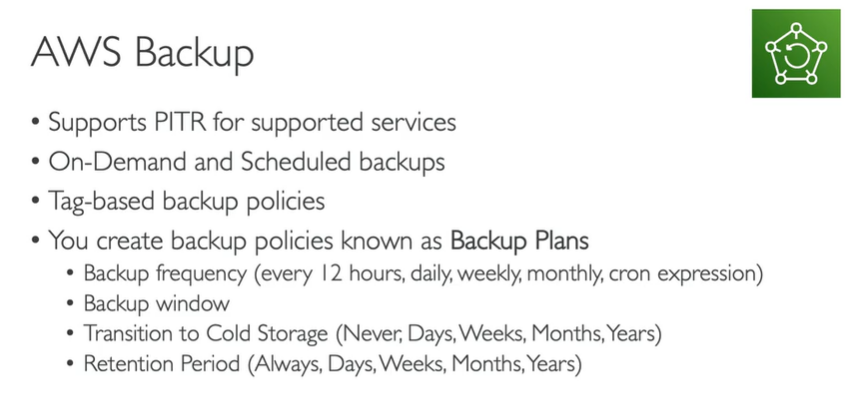 AWS Backup
• Supports PITR for supported services
• On-Demand and Scheduled backups
• Tag-based backup policies
• You create backup policies known as Backup Plans
• Backup frequency (every 12 hours, daily, weekly, monthly, cron expression)
• Backup window
• Transition to Cold Storage (Never, Days, Weeks, Months, Years)
• Retention Period (Always, Days, Weeks, Months, Years)